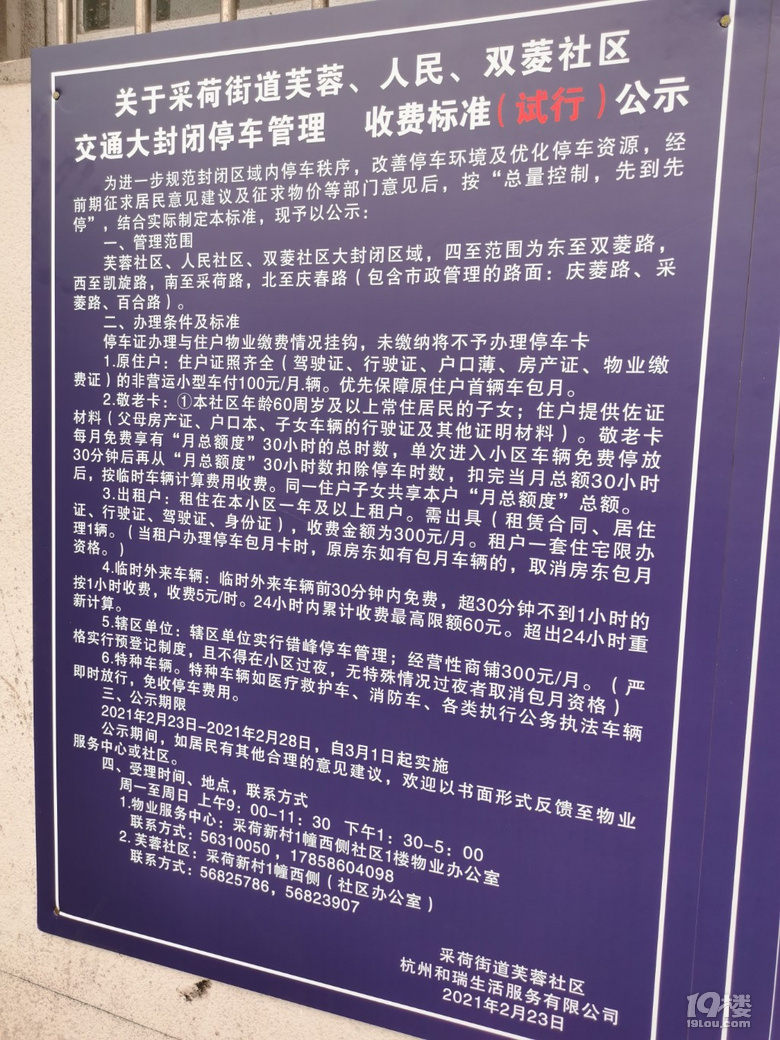 关于采荷街道芙蓉、人民、双菱社区
交通大封闭停车管理 收费标准（试行）公示
为进一步规范封闭区域内停车秩序，改善停车环境及优化停车资源，经
前期征求居民意见建议及征求物价等部门意见后，按“总量控制，先到先
停”，结合实际制定本标准，现予以公示：
一、管理范围
芙蓉社区、人民社区、双菱社区大封闭区域，四至范围为东至双菱路，
西至凯旋路，南至采荷路，北至庆春路（包含市政管理的路面：庆菱路、采
菱路、百合路）。
二、办理条件及标准
停车证办理与住户物业缴费情况挂钩，未缴纳将不予办理停车卡
1.原住户：住户证照齐全（驾驶证、行驶证、户口薄、房产证、物业缴
费证）的非营运小型车付100元/月.辆。优先保障原住户首辆车包月。
2.敬老卡：①本社区年龄60周岁及以上常住居民的子女；住户提供佐证
材料（父母房产证、户口本、子女车辆的行驶证及其他证明材料）。敬老卡
每月免费享有“月总额度”30小时的总时数，单次进入小区车辆免费停放
30分钟后再从“月总额度”30小时数扣除停车时数，扣完当月总额30小时
后，按临时车辆计算费用收费。同一住户子女共享本户“月总额度”总额。
3.出租户：租住在本小区一年及以上租户。需出具（租赁合同、居住
证、行驶证、驾驶证、身份证），收费金额为300元/月。租户一套住宅限办
理1辆。（当租户办理停车包月卡时，原房东如有包月车辆的，取消房东包月
资格。）
4.临时外来车辆：临时外来车辆前30分钟内免费，超30分钟不到1小时的
按1小时收费，收费5元/时。24小时内累计收费最高限额60元。超出24小时重
新计算。
5.辖区单位：辖区单位实行错峰停车管理；经营性商铺300元/月。（严
格实行预登记制度，且不得在小区过夜，无特殊情况过夜者取消包月资格）
6.特种车辆。特种车辆如医疗救护车、消防车、各类执行公务执法车辆
即时放行，免收停车费用。
三、公示期限
2021年2月23日-2021年2月28日，自3月1日起实施
公示期间，如居民有其他合理的意见建议，欢迎以书面形式反馈至物业
服务中心或社区。
四、受理时间、地点，联系方式
周一至周日 上午9：00-11：30 下午1：30-5：00
1.物业服务中心：采荷新村1幢西侧社区1楼物业办公室
联系方式：56310050，17858604098
2.芙蓉社区：采荷新村1幢西侧（社区办公室）
联系方式：56825786，56823907
采荷街道芙蓉社区
杭州和瑞生活服务有限公司
2021年2月23日
19楼
19lou.com